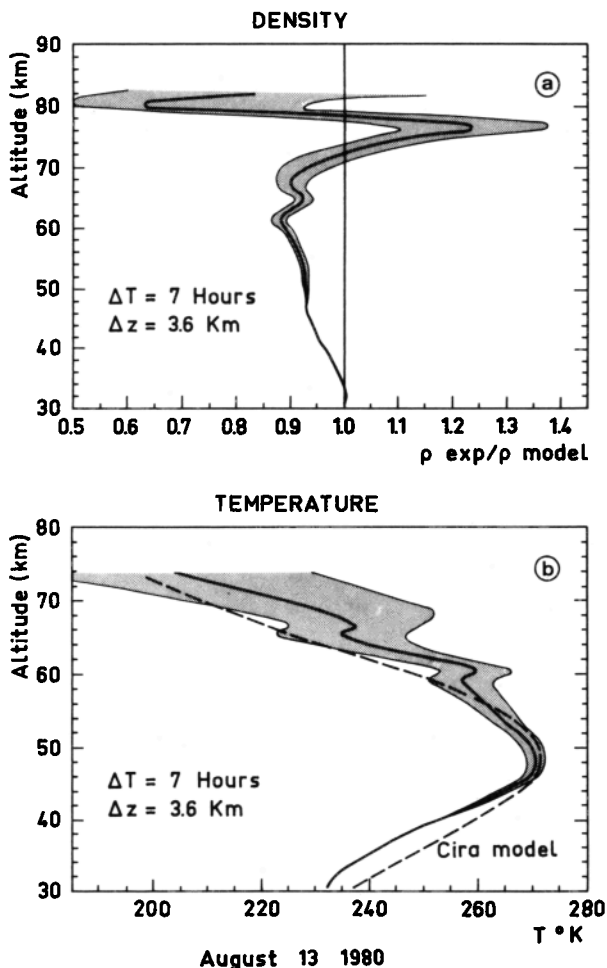 DENSITY
Altitude (km)
90
80
70
60
50
40
30
ⓐ
ΔT = 7 Hours
Δz = 3.6 Km
0.5 0.6 0.7 0.8 0.9 1.0 1.1 1.2 1.3 1.4
ρ exp/ρ model
TEMPERATURE
Altitude (km)
80
70
60
50
40
30
ⓑ
ΔT = 7 Hours
Δz = 3.6 Km
Cira model
200 220 240 260 280
T °K
August 13 1980